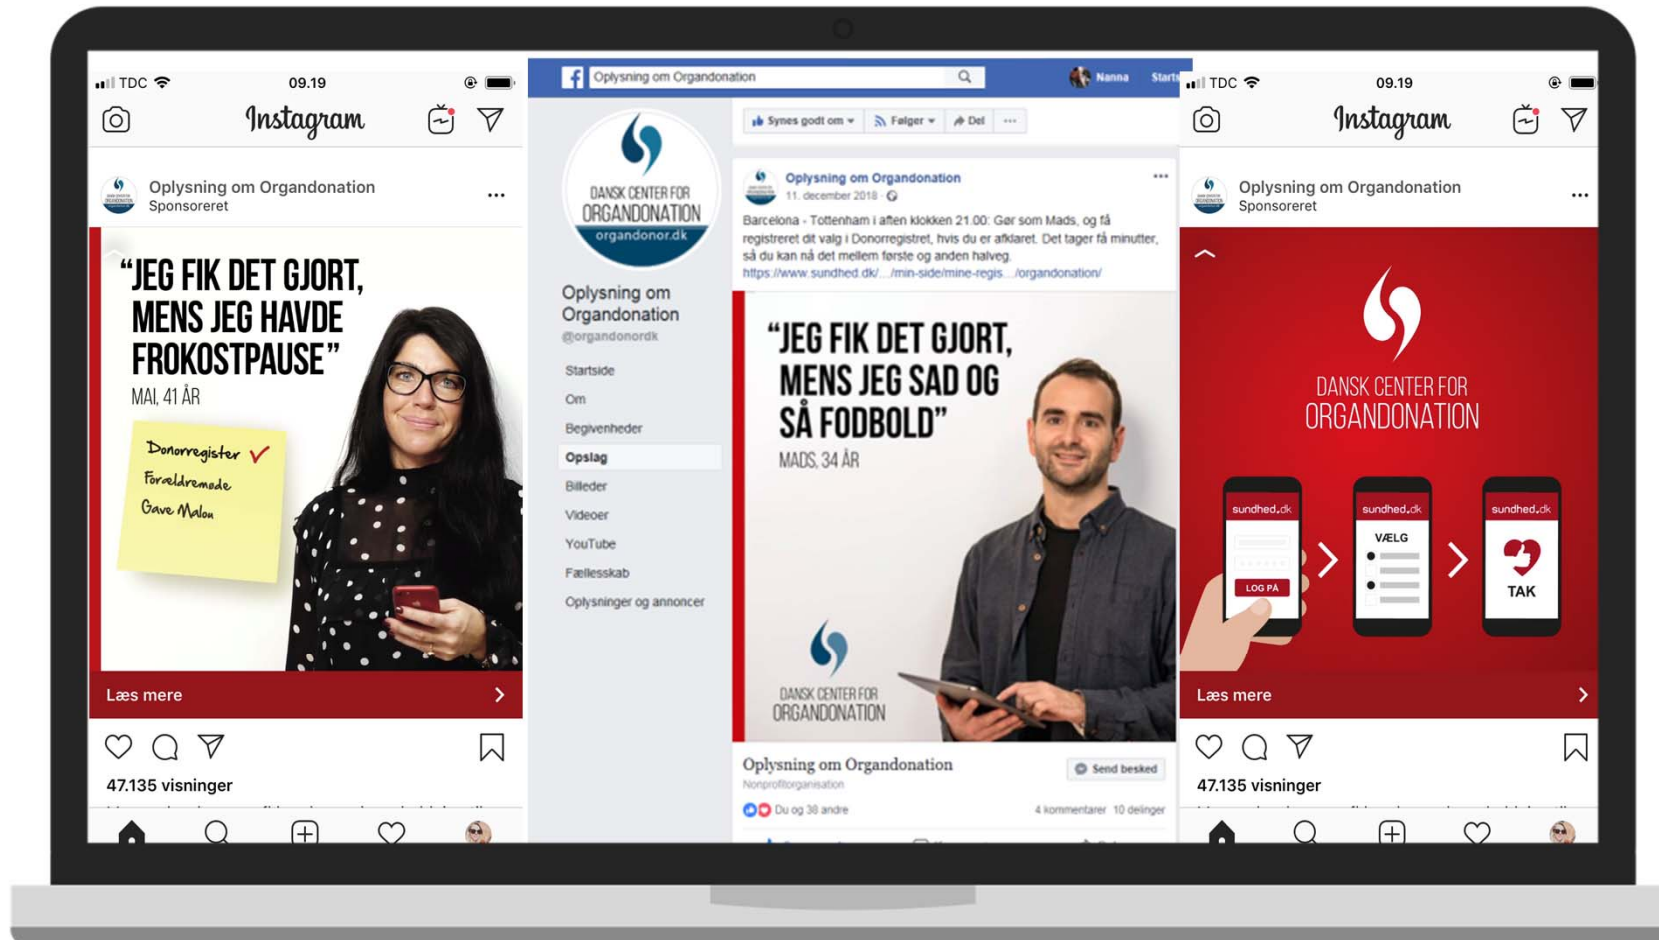 TDC
09.19
Instagram
Oplysning om Organdonation
Sponsoreret
“JEG FIK DET GJORT,
MENS JEG HAVDE
FROKOSTPAUSE”
MAI, 41 ÅR
Donorregister ✓
Forældremøde
Gave Malou
Læs mere
47.135 visninger
Oplysning om Organdonation
Nanna
Starts
DANSK CENTER FOR
ORGANDONATION
organdonor.dk
Oplysning om
Organdonation
@organdonordk
Startside
Om
Begivenheder
Opslag
Billeder
Videoer
YouTube
Fællesskab
Oplysninger og annoncer
Synes godt om
Følger
Del
Oplysning om Organdonation
11. december 2018
Barcelona - Tottenham i aften klokken 21.00: Gør som Mads, og få
registreret dit valg i Donorregistret, hvis du er afklaret. Det tager få minutter,
så du kan nå det mellem første og anden halveg.
https://www.sundhed.dk/…/min-side/mine-regis…/organdonation/
“JEG FIK DET GJORT,
MENS JEG SAD OG
SÅ FODBOLD”
MADS, 34 ÅR
DANSK CENTER FOR
ORGANDONATION
Oplysning om Organdonation
Nonprofitorganisation
Send besked
Du og 38 andre
4 kommentarer 10 delinger
TDC
09.19
Instagram
Oplysning om Organdonation
Sponsoreret
DANSK CENTER FOR
ORGANDONATION
sundhed.dk
LOG PÅ
sundhed.dk
VÆLG
sundhed.dk
TAK
Læs mere
47.135 visninger